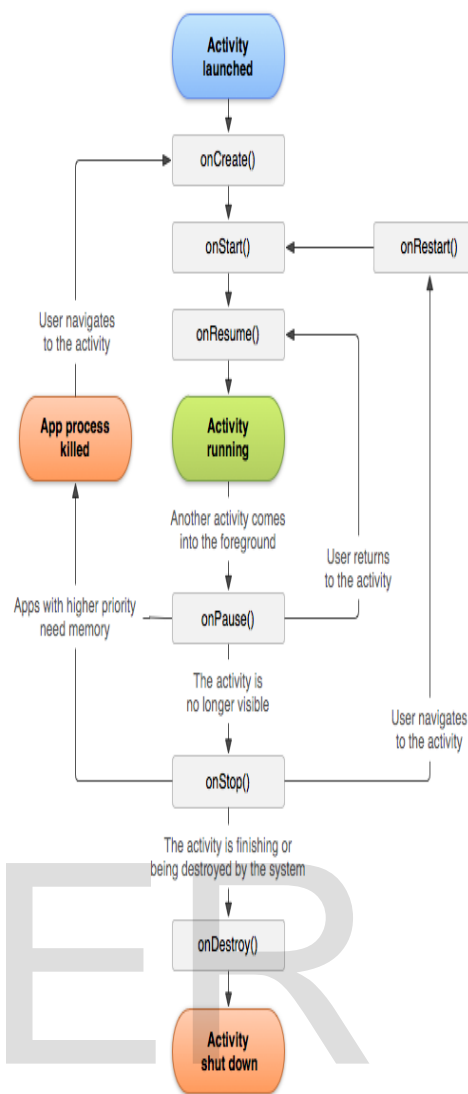 Activity
launched
onCreate()
onStart()
onRestart()
onResume()
User navigates
to the activity
App process
killed
Activity
running
Another activity comes
into the foreground
User returns
to the activity
Apps with higher priority
need memory
onPause()
The activity is
no longer visible
User navigates
to the activity
onStop()
The activity is finishing or
being destroyed by the system
onDestroy()
Activity
shut down
ER